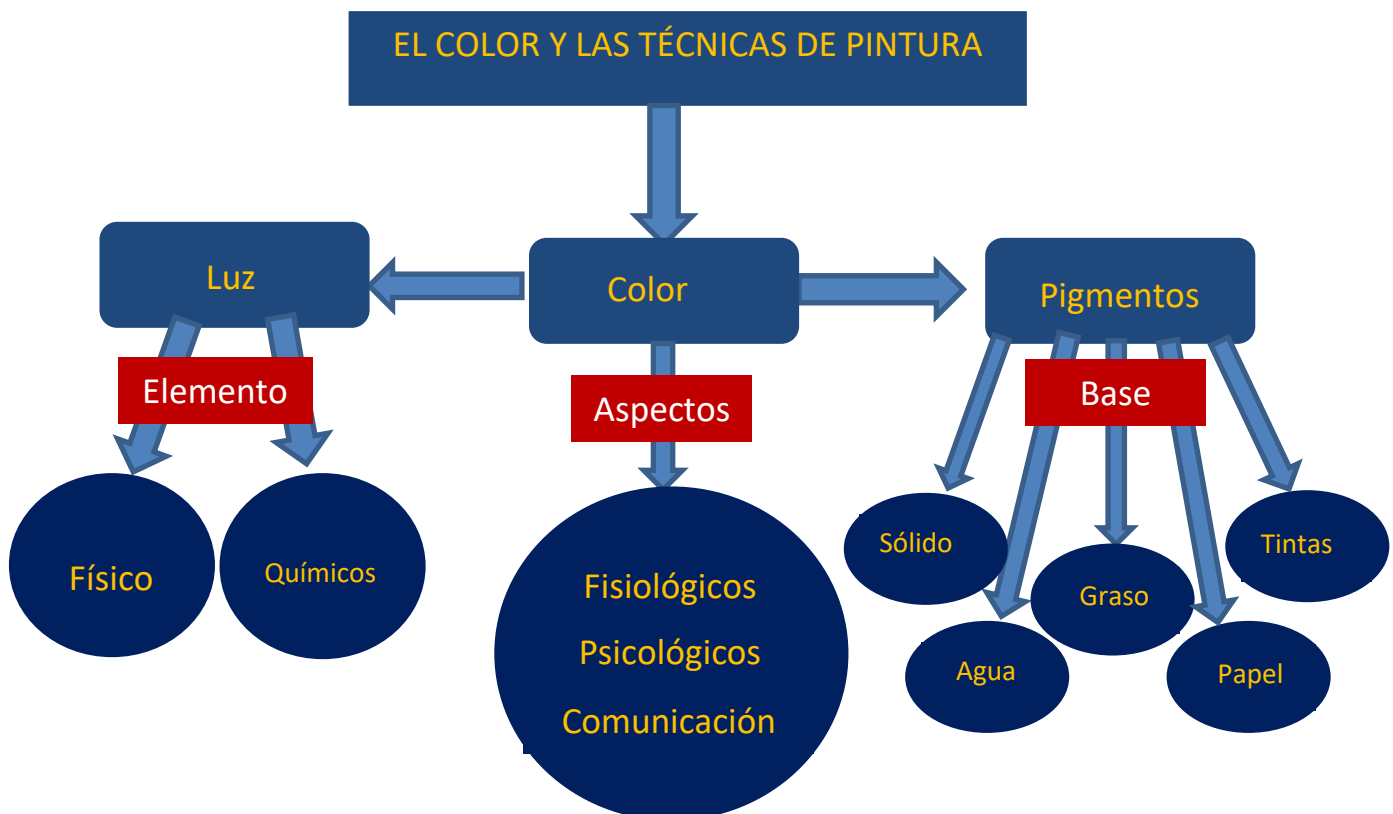 EL COLOR Y LAS TÉCNICAS DE PINTURA
Luz
Color
Pigmentos
Elemento
Aspectos
Base
Físico
Químicos
Fisiológicos
Psicológicos
Comunicación
Sólido
Agua
Graso
Papel
Tintas